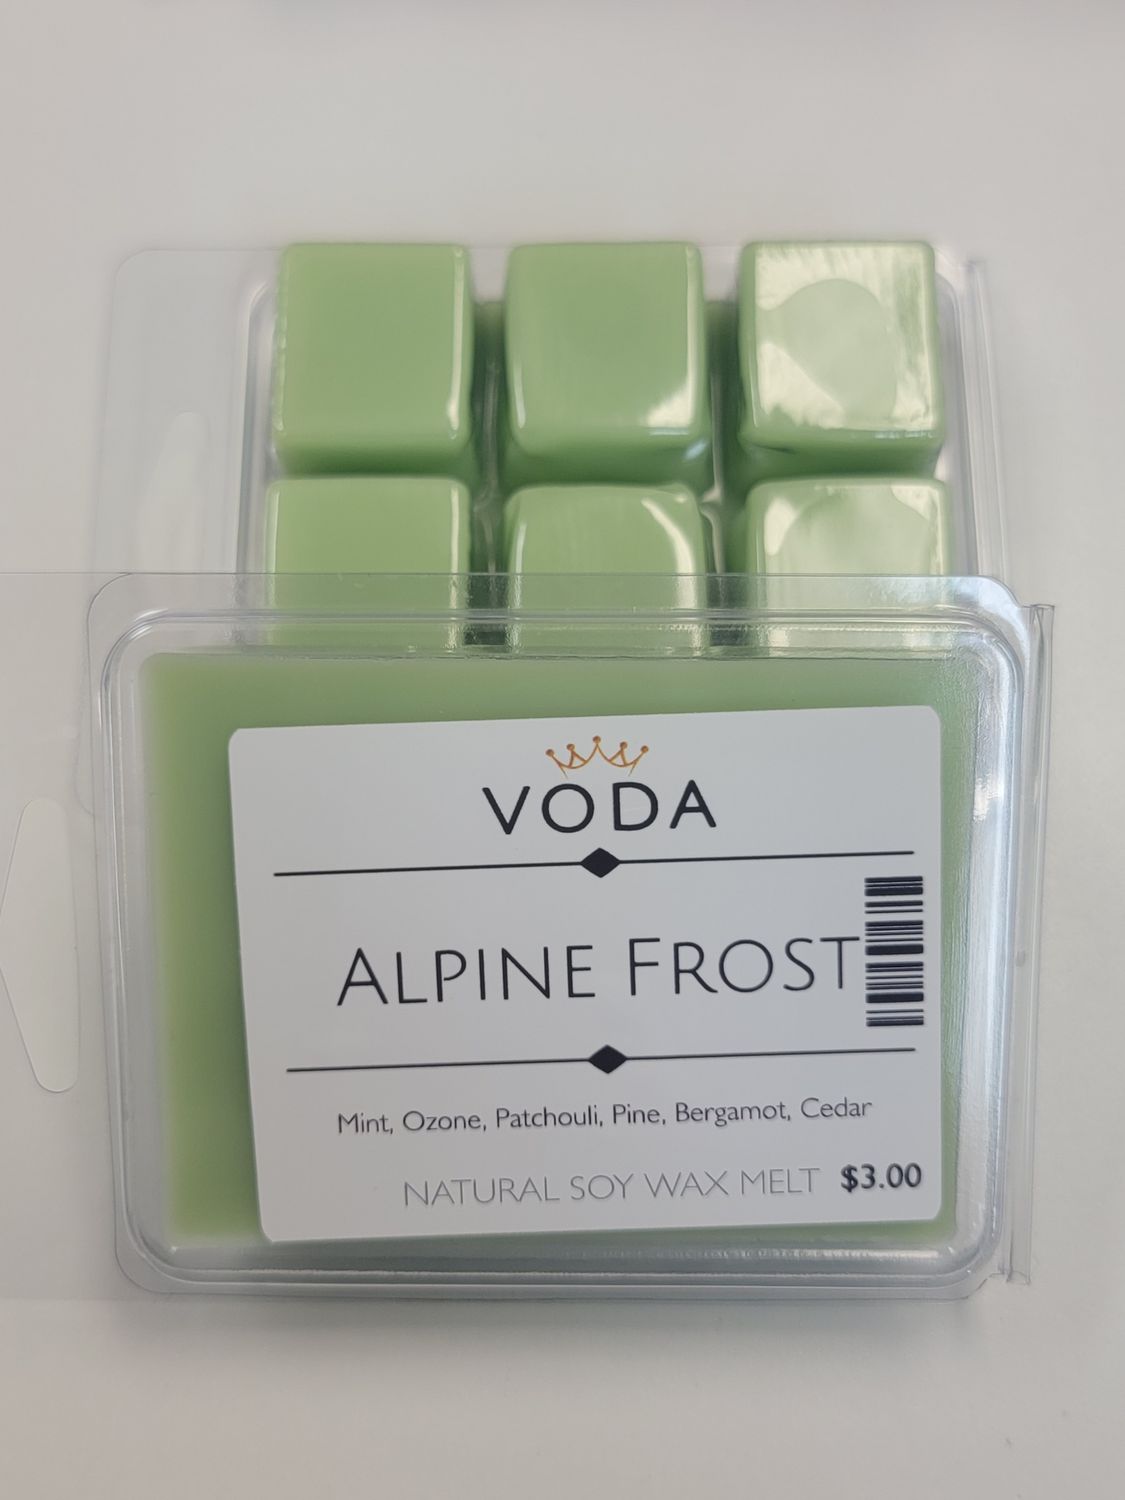 VODA
ALPINE FROST
Mint, Ozone, Patchouli, Pine, Bergamot, Cedar
NATURAL SOY WAX MELT $3.00